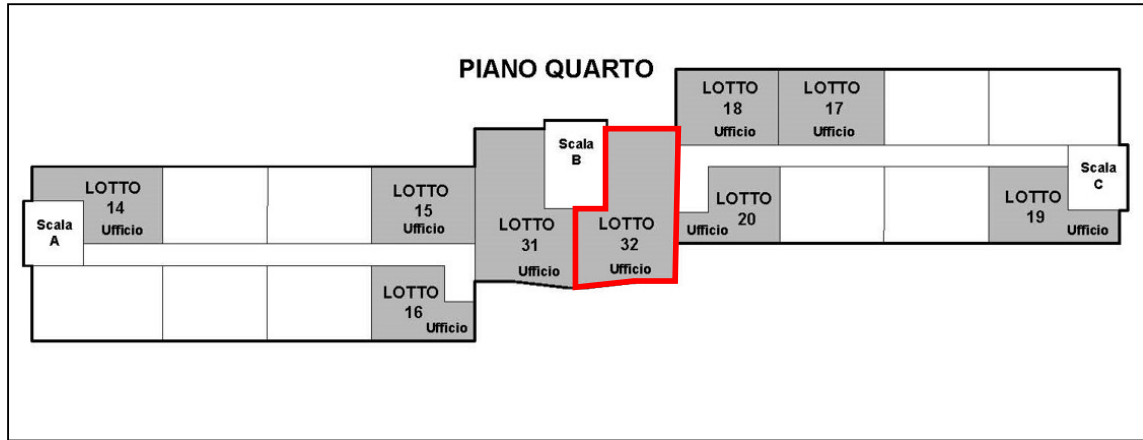 PIANO QUARTO
LOTTO
18
Ufficio
LOTTO
17
Ufficio
Scala
B
Scala
C
LOTTO
14
Ufficio
LOTTO
15
Ufficio
Scala
A
LOTTO
31
Ufficio
LOTTO
32
Ufficio
LOTTO
20
Ufficio
LOTTO
19
Ufficio
LOTTO
16
Ufficio